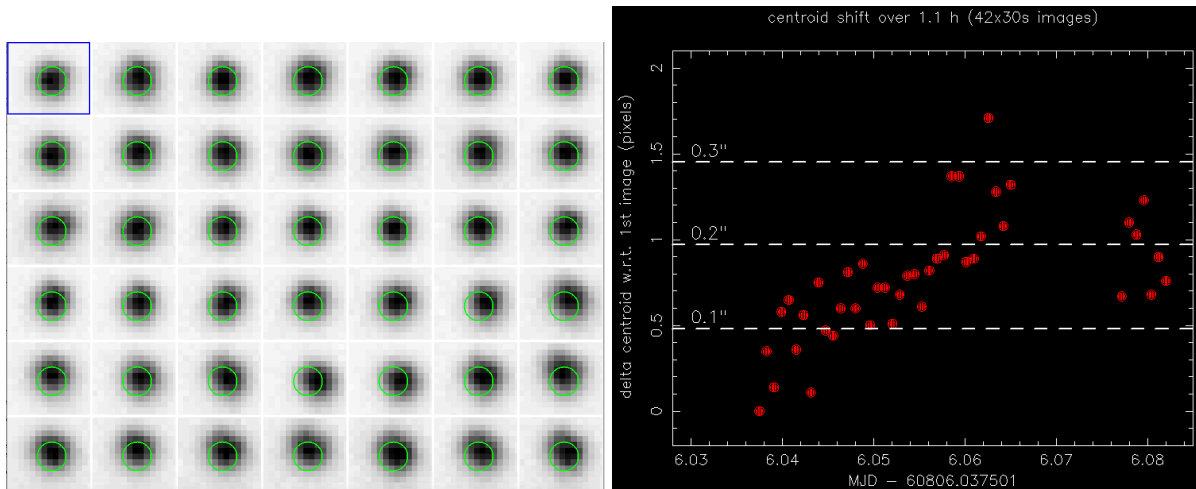 centroid shift over 1.1 h (42x30s images)
delta centroid w.r.t. 1st image (pixels)
2
1.5
1
0.5
0
0.3"
0.2"
0.1"
6.03 6.04 6.05 6.06 6.07 6.08
MJD − 60806.037501